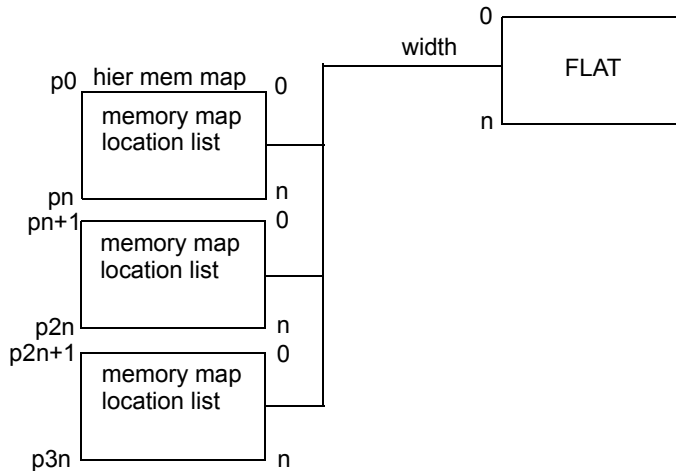 0
width
FLAT
n
p0 hier mem map 0
memory map
location list
pn n
pn+1 0
memory map
location list
p2n n
p2n+1 0
memory map
location list
p3n n